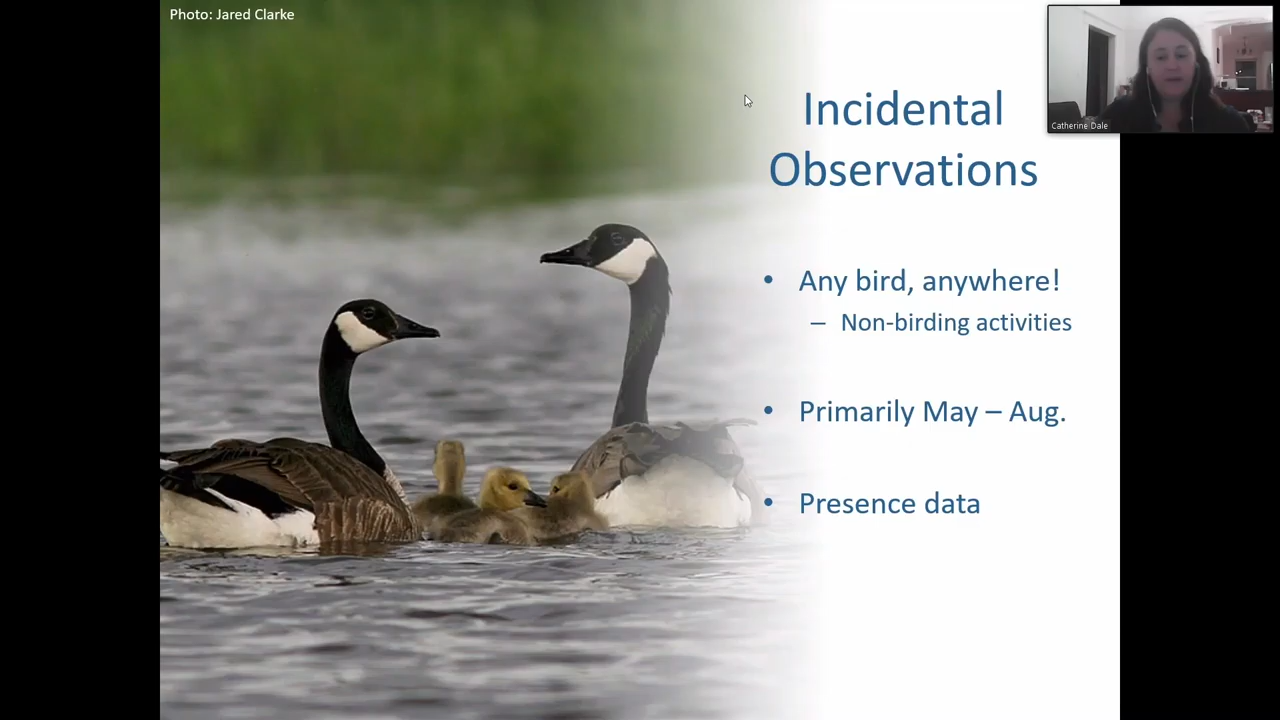 Photo: Jared Clarke
Catherine Dale
Incidental
Observations
• Any bird, anywhere!
– Non-birding activities
• Primarily May – Aug.
• Presence data